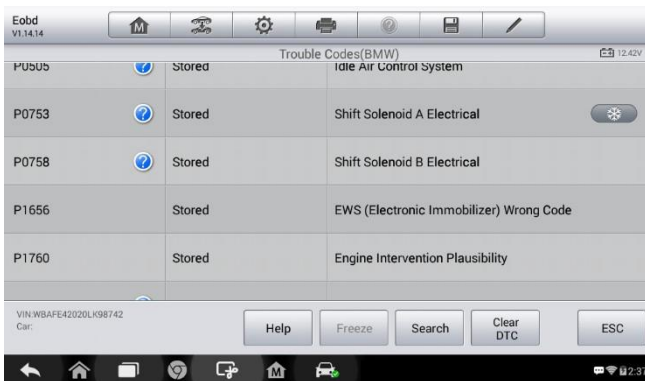 Eobd
V1.14.14
Trouble Codes(BMW)
12.42V
P0505 Stored Idle Air Control System
P0753 Stored Shift Solenoid A Electrical
P0758 Stored Shift Solenoid B Electrical
P1656 Stored EWS (Electronic Immobilizer) Wrong Code
P1760 Stored Engine Intervention Plausibility
VIN:WBAFE42020LK98742
Car:
Help
Freeze
Search
Clear
DTC
ESC
2:37